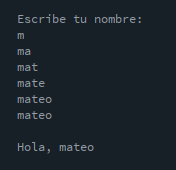 Escribe tu nombre:
m
ma
mat
mate
mateo
mateo
Hola, mateo